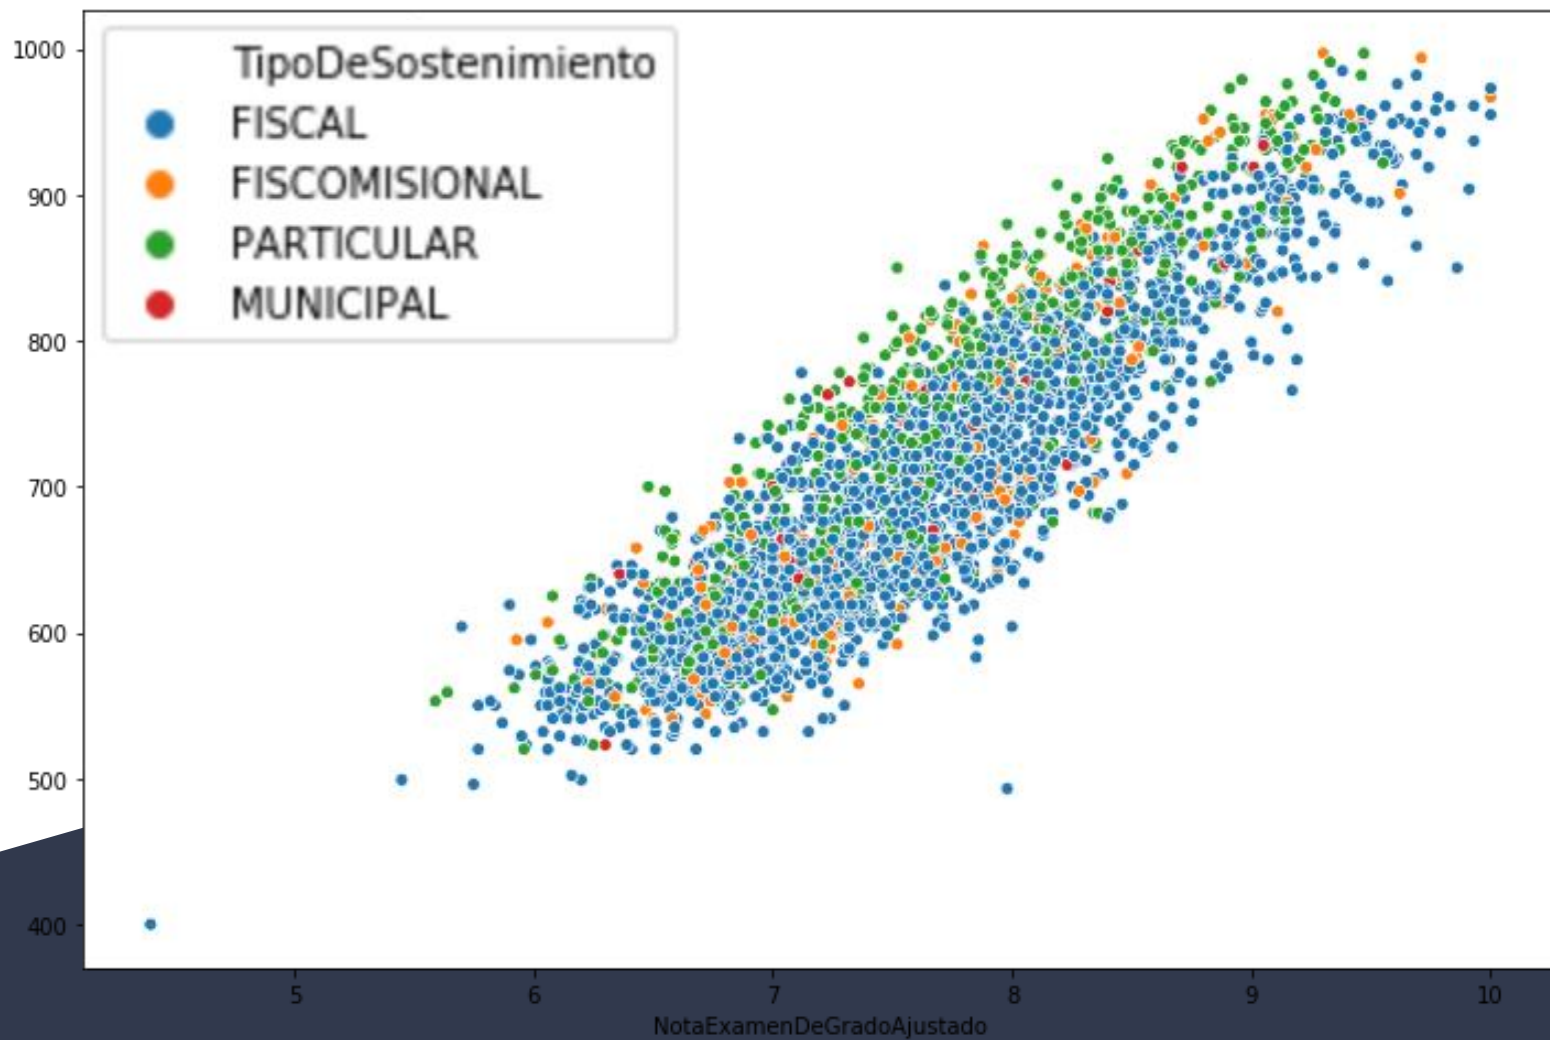 TipoDeSostenimiento
FISCAL
FISCOMISIONAL
PARTICULAR
MUNICIPAL
1000
900
800
700
600
500
400
5 6 7 8 9 10
NotaExamenDeGradoAjustado